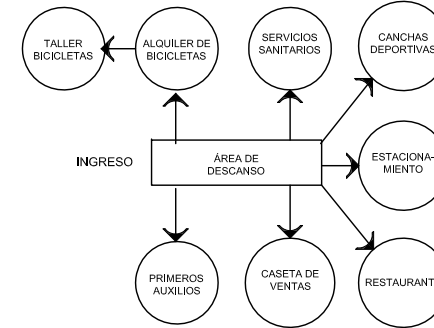 TALLER
BICICLETAS
ALQUILER DE
BICICLETAS
SERVICIOS
SANITARIOS
CANCHAS
DEPORTIVAS
INGRESO
ÁREA DE
DESCANSO
ESTACIONA-
MIENTO
PRIMEROS
AUXILIOS
CASETA DE
VENTAS
RESTAURANT